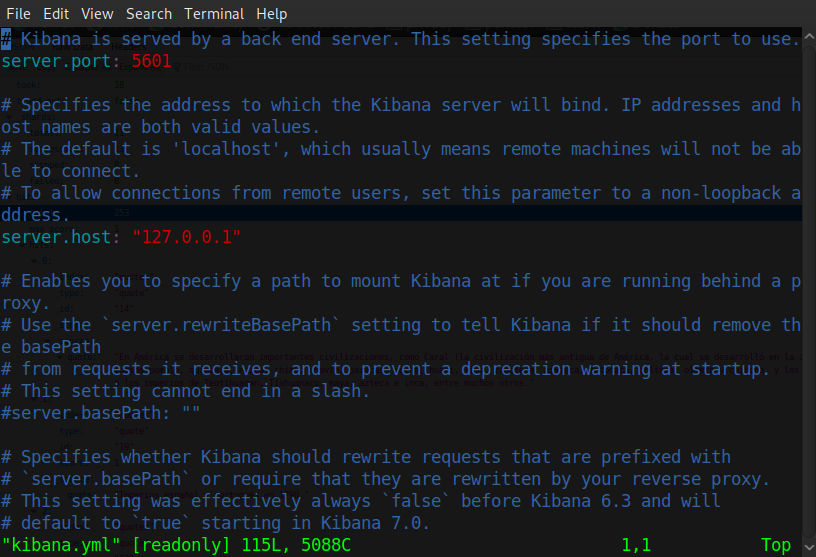 File Edit View Search Terminal Help
# Kibana is served by a back end server. This setting specifies the port to use.
server.port: 5601
# Specifies the address to which the Kibana server will bind. IP addresses and h
ost names are both valid values.
# The default is 'localhost', which usually means remote machines will not be ab
le to connect.
# To allow connections from remote users, set this parameter to a non-loopback a
ddress.
server.host: "127.0.0.1"
# Enables you to specify a path to mount Kibana at if you are running behind a p
roxy.
# Use the `server.rewriteBasePath` setting to tell Kibana if it should remove th
e basePath
# from requests it receives, and to prevent a deprecation warning at startup.
# This setting cannot end in a slash.
#server.basePath: ""
# Specifies whether Kibana should rewrite requests that are prefixed with
# `server.basePath` or require that they are rewritten by your reverse proxy.
# This setting was effectively always `false` before Kibana 6.3 and will
# default to `true` starting in Kibana 7.0.
"kibana.yml" [readonly] 115L, 5088C 1,1 Top